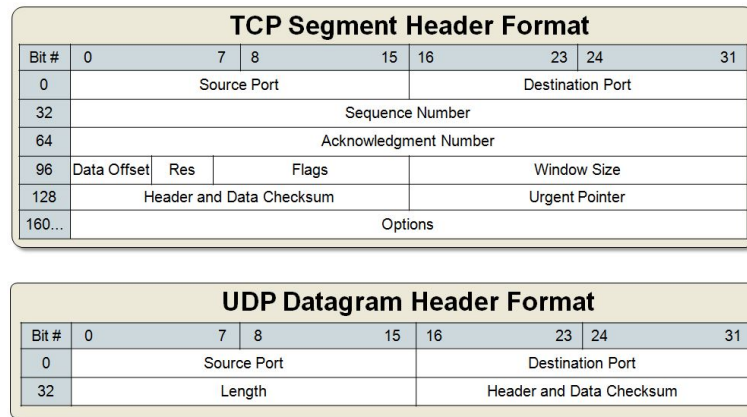 TCP Segment Header Format
Bit # 0 7 8 15 16 23 24 31
0 Source Port Destination Port
32 Sequence Number
64 Acknowledgment Number
96 Data Offset Res Flags Window Size
128 Header and Data Checksum Urgent Pointer
160... Options
UDP Datagram Header Format
Bit # 0 7 8 15 16 23 24 31
0 Source Port Destination Port
32 Length Header and Data Checksum